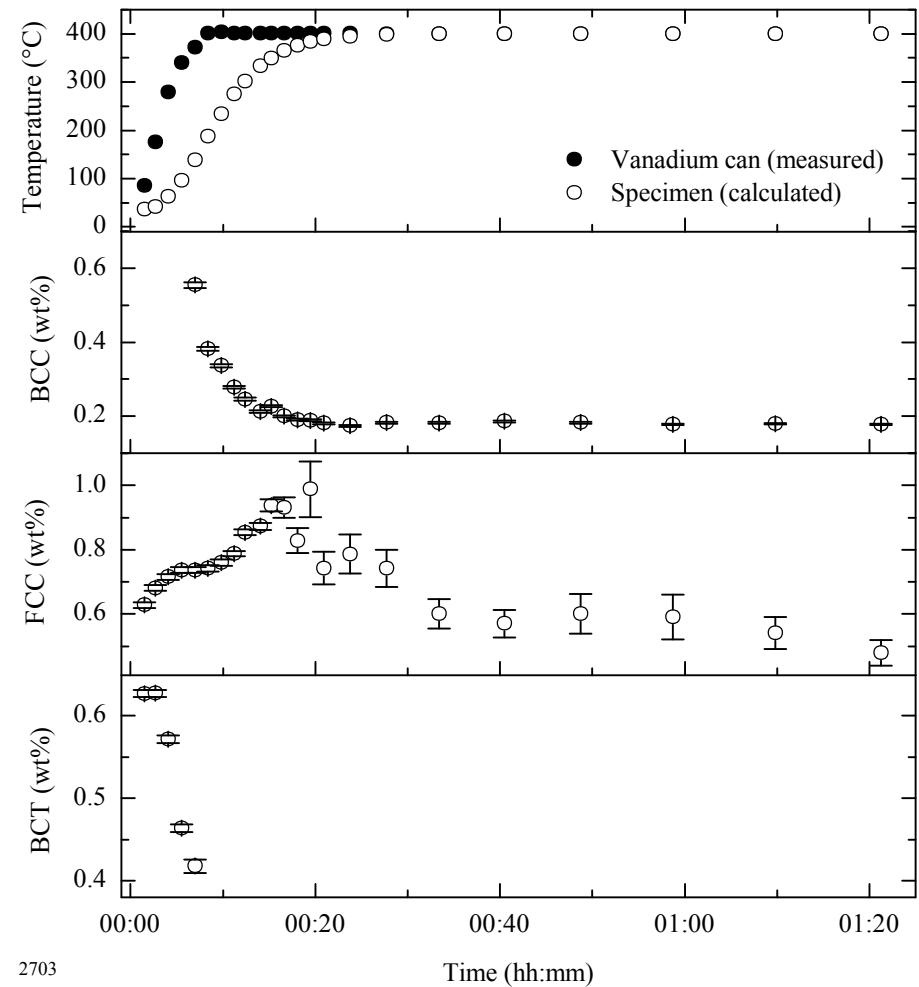 Temperature (°C)
400
300
200
100
0
Vanadium can (measured)
Specimen (calculated)
BCC (wt%)
0.6
0.4
0.2
FCC (wt%)
1.0
0.8
0.6
BCT (wt%)
0.6
0.5
0.4
00:00 00:20 00:40 01:00 01:20
2703
Time (hh:mm)